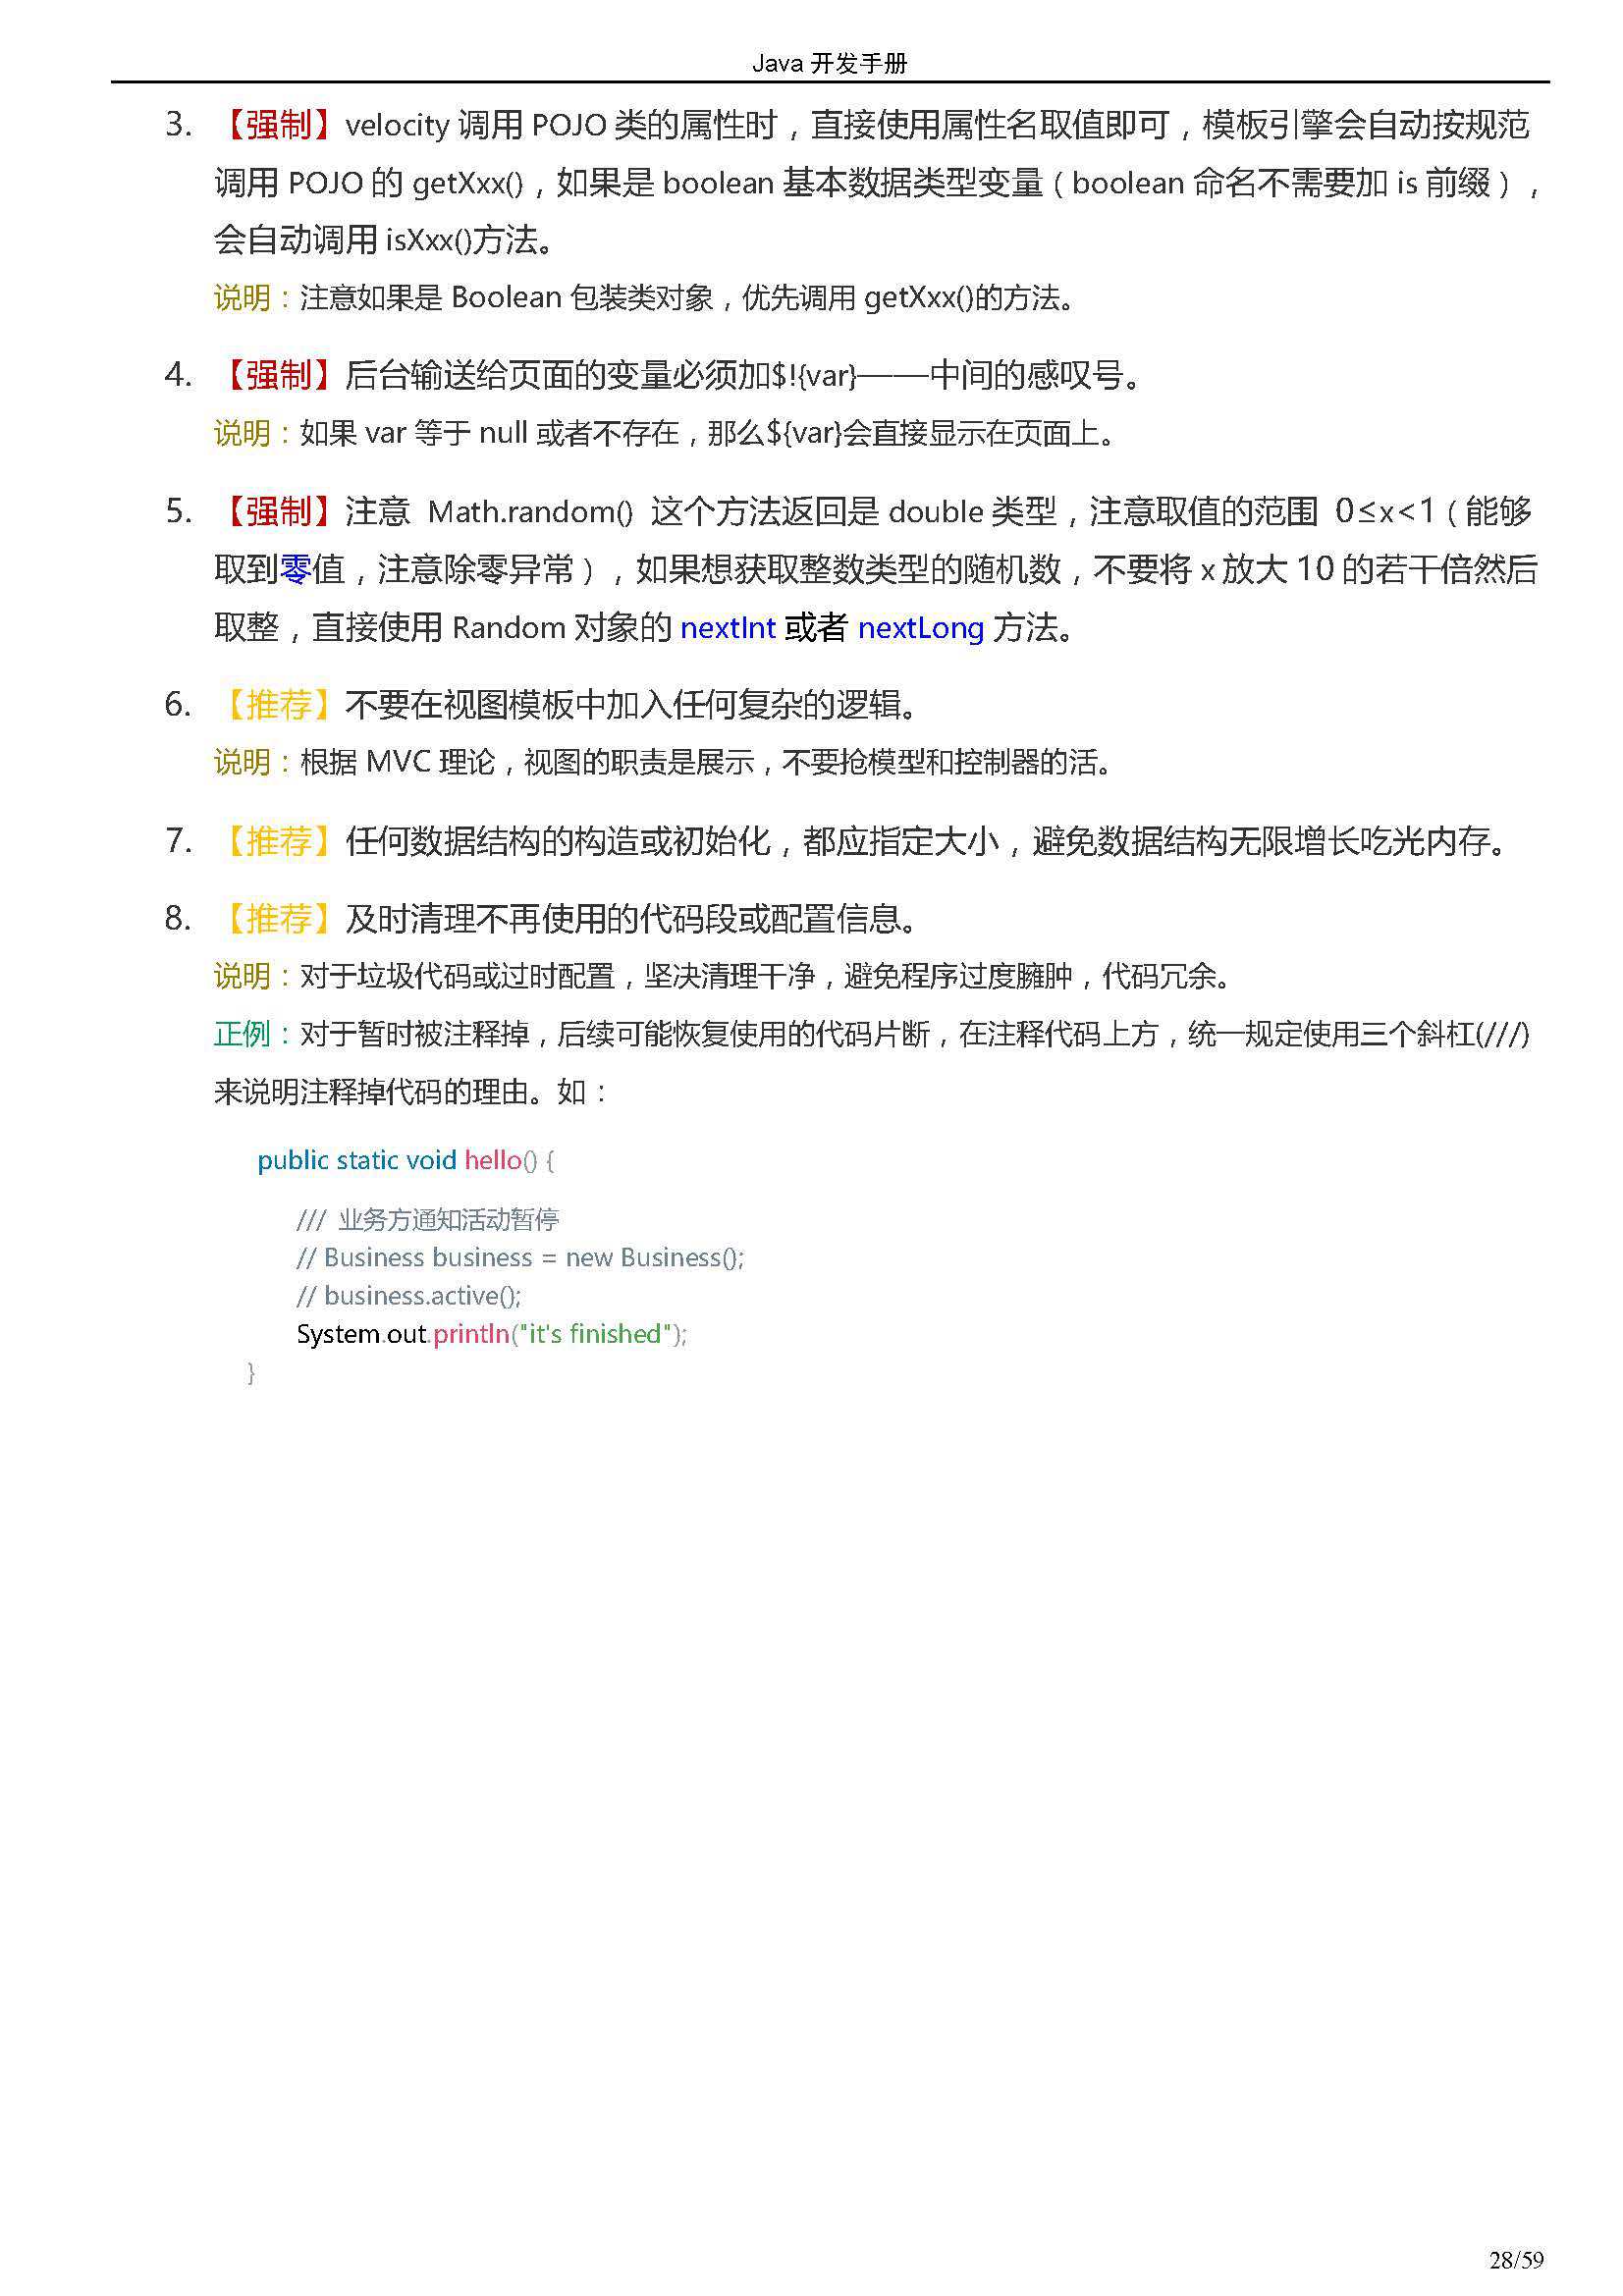 Java 开发手册
3. 【强制】velocity 调用 POJO 类的属性时，直接使用属性名取值即可，模板引擎会自动按规范
调用 POJO 的 getXxx()，如果是 boolean 基本数据类型变量（boolean 命名不需要加 is 前缀），
会自动调用 isXxx()方法。
说明：注意如果是 Boolean 包装类对象，优先调用 getXxx()的方法。
4. 【强制】后台输送给页面的变量必须加$!{var}——中间的感叹号。
说明：如果 var 等于 null 或者不存在，那么${var}会直接显示在页面上。
5. 【强制】注意 Math.random() 这个方法返回是 double 类型，注意取值的范围 0≤x<1（能够
取到零值，注意除零异常），如果想获取整数类型的随机数，不要将 x 放大 10 的若干倍然后
取整，直接使用 Random 对象的 nextInt 或者 nextLong 方法。
6. 【推荐】不要在视图模板中加入任何复杂的逻辑。
说明：根据 MVC 理论，视图的职责是展示，不要抢模型和控制器的活。
7. 【推荐】任何数据结构的构造或初始化，都应指定大小，避免数据结构无限增长吃光内存。
8. 【推荐】及时清理不再使用的代码段或配置信息。
说明：对于垃圾代码或过时配置，坚决清理干净，避免程序过度臃肿，代码冗余。
正例：对于暂时被注释掉，后续可能恢复使用的代码片断，在注释代码上方，统一规定使用三个斜杠(///)
来说明注释掉代码的理由。如：
public static void hello() {
/// 业务方通知活动暂停
// Business business = new Business();
// business.active();
System.out.println("it's finished");
}
28/59